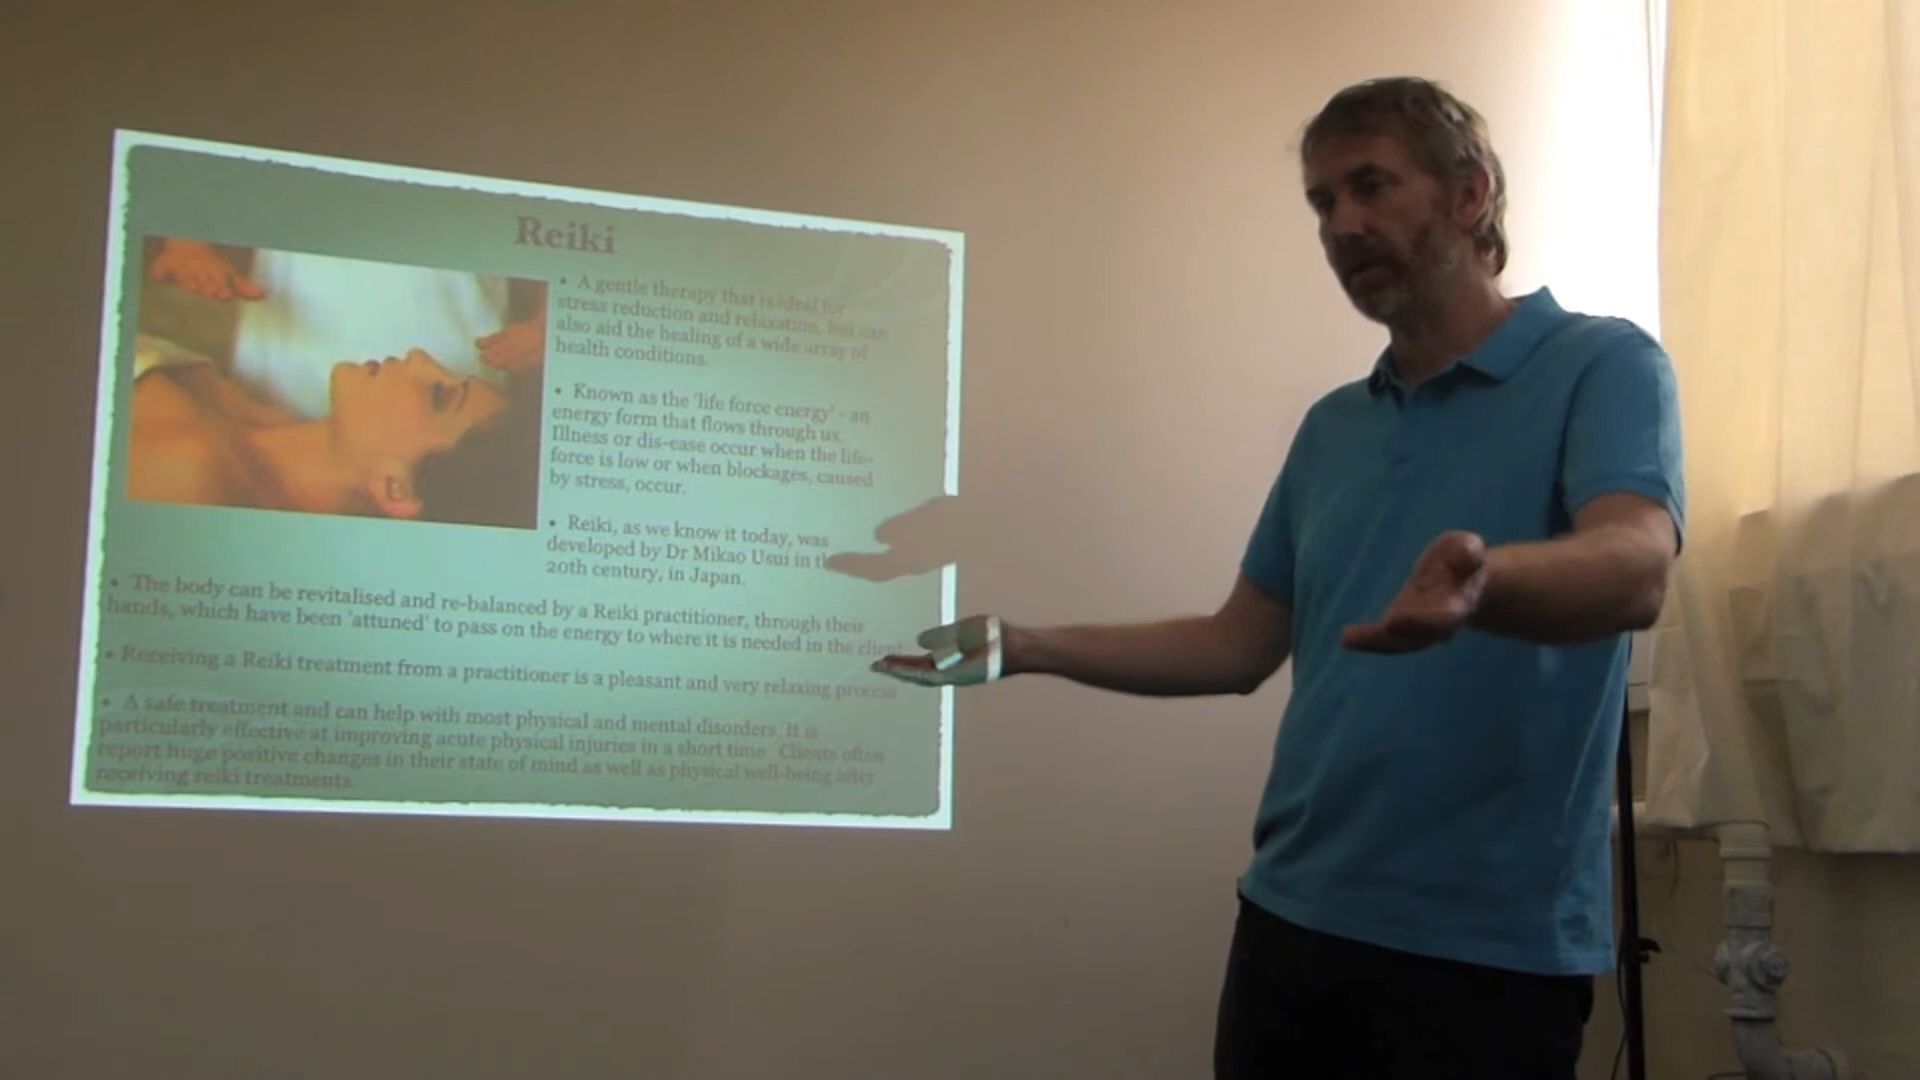 Reiki
• A gentle therapy that is ideal for
stress reduction and relaxation, but can
also aid the healing of a wide array of
health conditions.
• Known as the 'life force energy' - an
energy form that flows through us.
Illness or dis-ease occur when the life-
force is low or when blockages, caused
by stress, occur.
• Reiki, as we know it today, was
developed by Dr Mikao Usui in
20th century, in Japan.
• The body can be revitalised and re-balanced by a Reiki practitioner, through their
hands, which have been 'attuned' to pass on the energy to where it is needed in the client
• Receiving a Reiki treatment from a practitioner is a pleasant and very relaxing process
• A safe treatment and can help with most physical and mental disorders. It is
particularly effective at improving acute physical injuries in a short time. Clients often
report huge positive changes in their state of mind as well as physical well-being after
receiving reiki treatments.